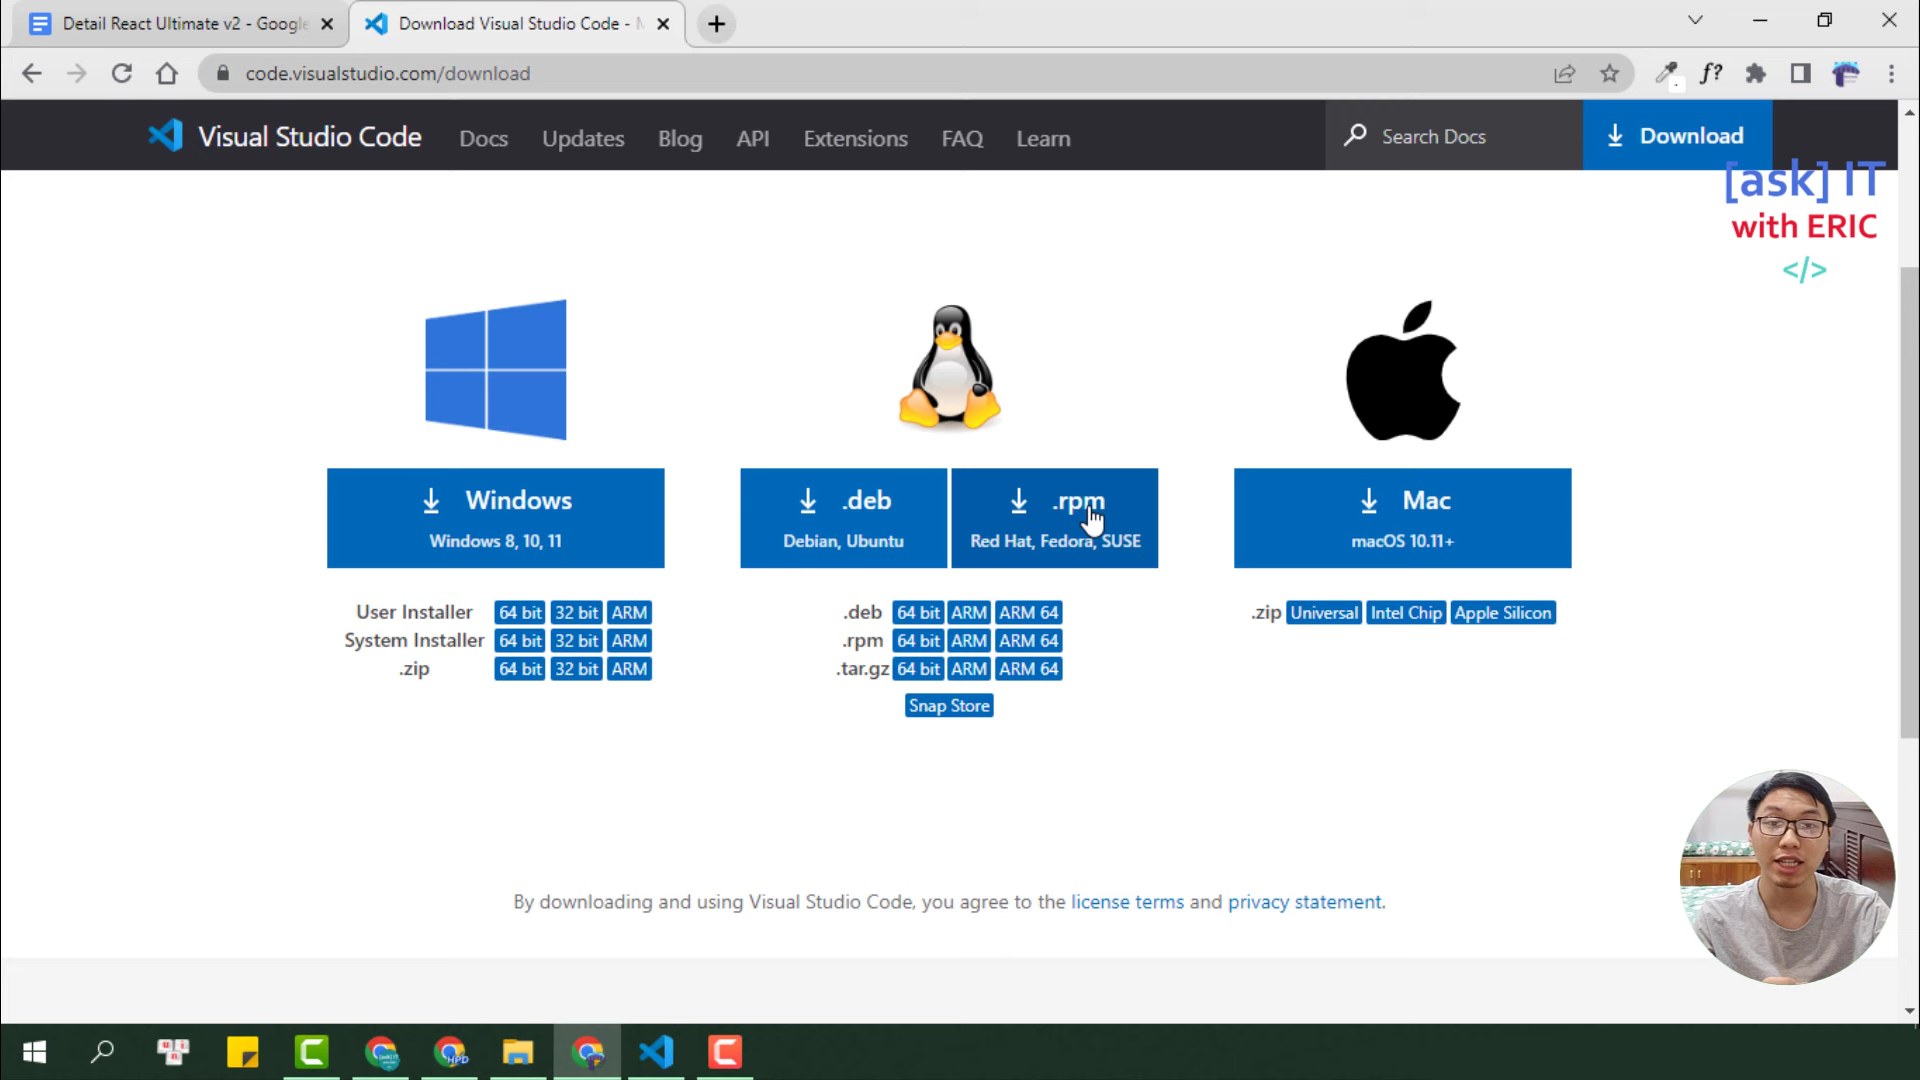 Detail React Ultimate v2 - Google
Download Visual Studio Code -
code.visualstudio.com/download
f?
Visual Studio Code
Docs
Updates
Blog
API
Extensions
FAQ
Learn
Search Docs
Download
[ask] IT
with ERIC
</>
Windows
Windows 8, 10, 11
.deb
Debian, Ubuntu
.rpm
Red Hat, Fedora, SUSE
Mac
macOS 10.11+
User Installer 64 bit 32 bit ARM
System Installer 64 bit 32 bit ARM
.zip 64 bit 32 bit ARM
.deb 64 bit ARM ARM 64
.rpm 64 bit ARM ARM 64
.tar.gz 64 bit ARM ARM 64
Snap Store
.zip Universal Intel Chip Apple Silicon
By downloading and using Visual Studio Code, you agree to the license terms and privacy statement.
HPD